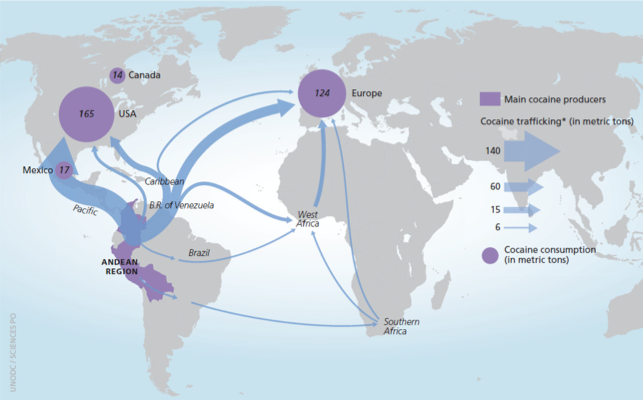 14 Canada
165 USA
124 Europe
Mexico 17
Caribbean
Pacific
B.R. of Venezuela
West
Africa
Brazil
ANDEAN
REGION
Southern
Africa
Main cocaine producers
Cocaine trafficking* (in metric tons)
140
60
15
6
Cocaine consumption
(in metric tons)
UNODC / SCIENCES PO